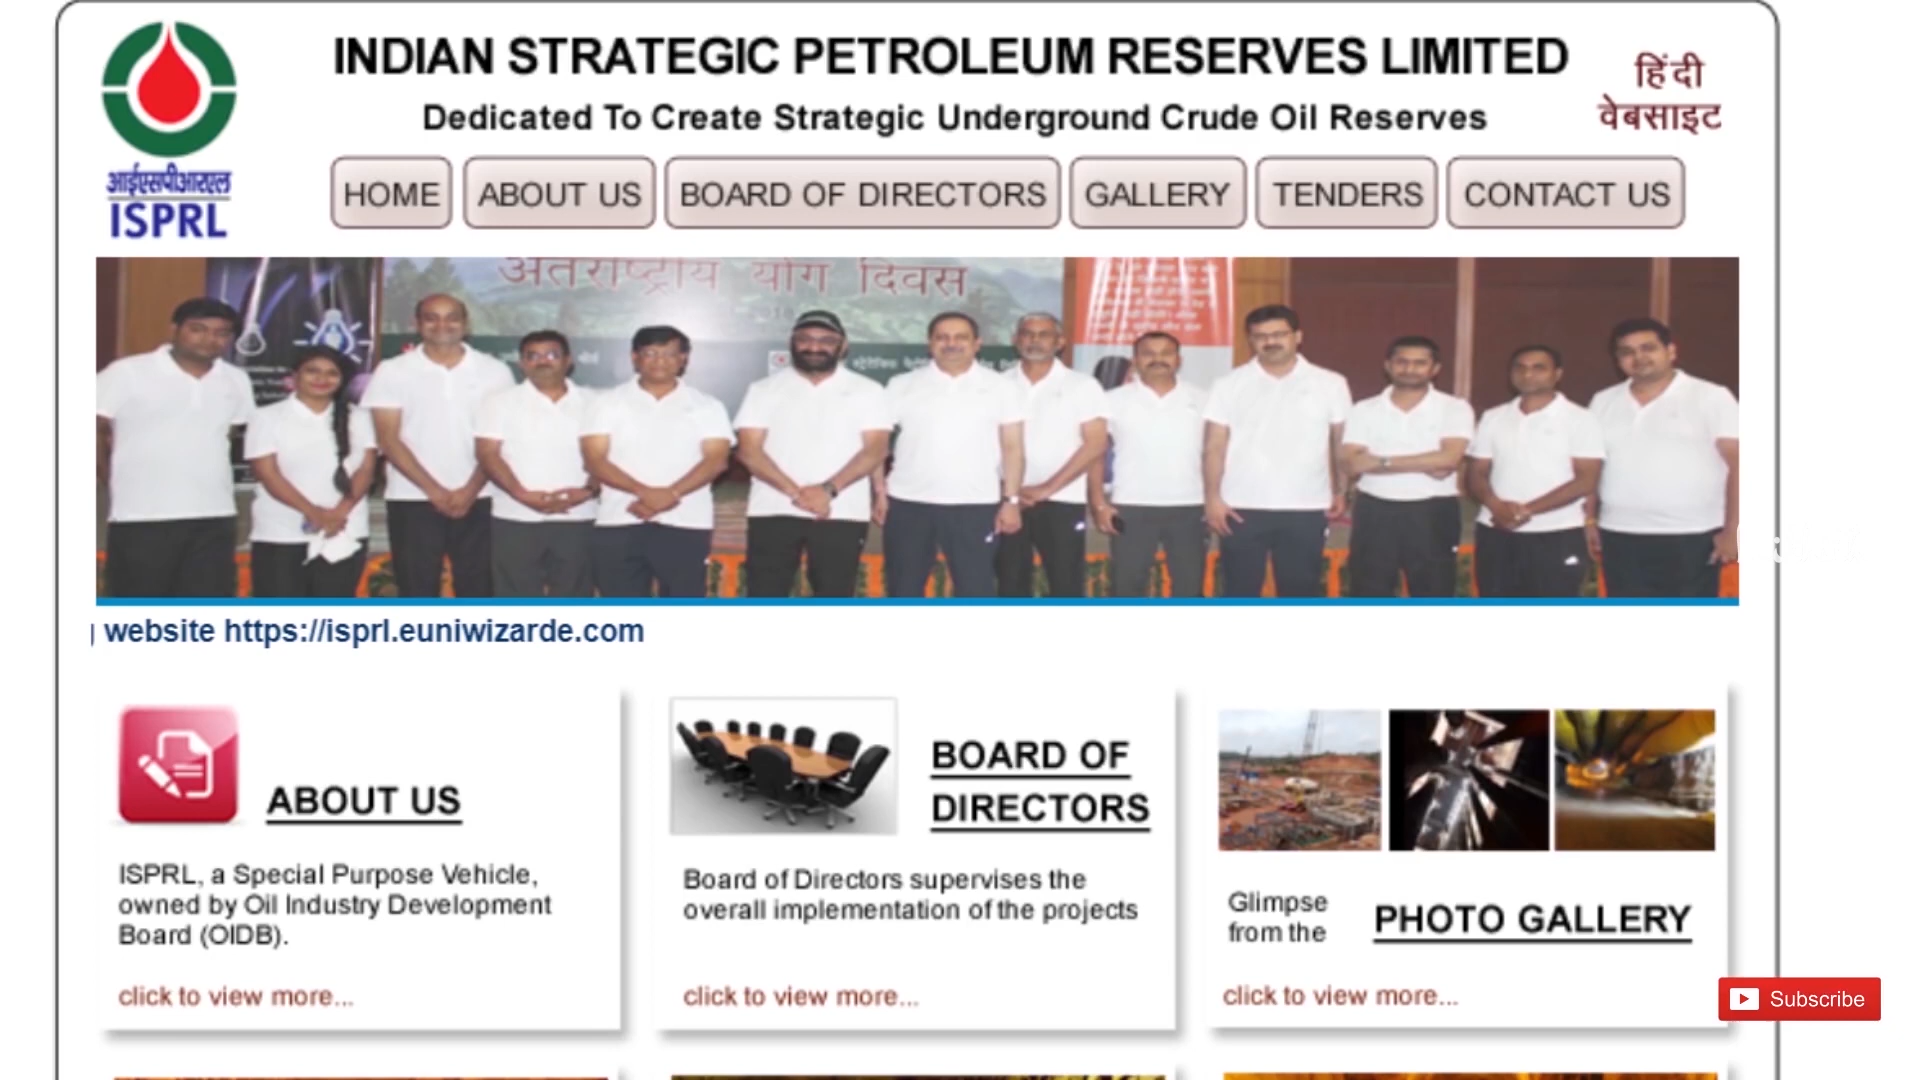 INDIAN STRATEGIC PETROLEUM RESERVES LIMITED
हिंदी
वेबसाइट
Dedicated To Create Strategic Underground Crude Oil Reserves
आईएसपीआरएल
ISPRL
HOME
ABOUT US
BOARD OF DIRECTORS
GALLERY
TENDERS
CONTACT US
अंतराष्ट्रीय योग दिवस
website https://isprl.euniwizarde.com
ABOUT US
ISPRL, a Special Purpose Vehicle,
owned by Oil Industry Development
Board (OIDB).
click to view more...
BOARD OF
DIRECTORS
Board of Directors supervises the
overall implementation of the projects
click to view more...
Glimpse
from the
PHOTO GALLERY
click to view more...
Subscribe